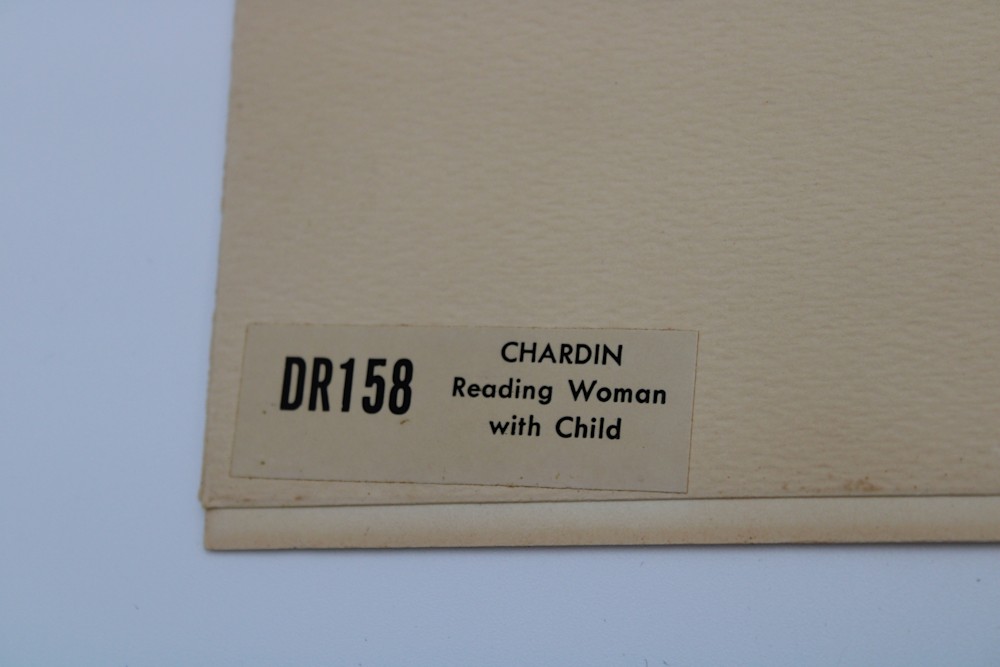 DR158
CHARDIN
Reading Woman
with Child